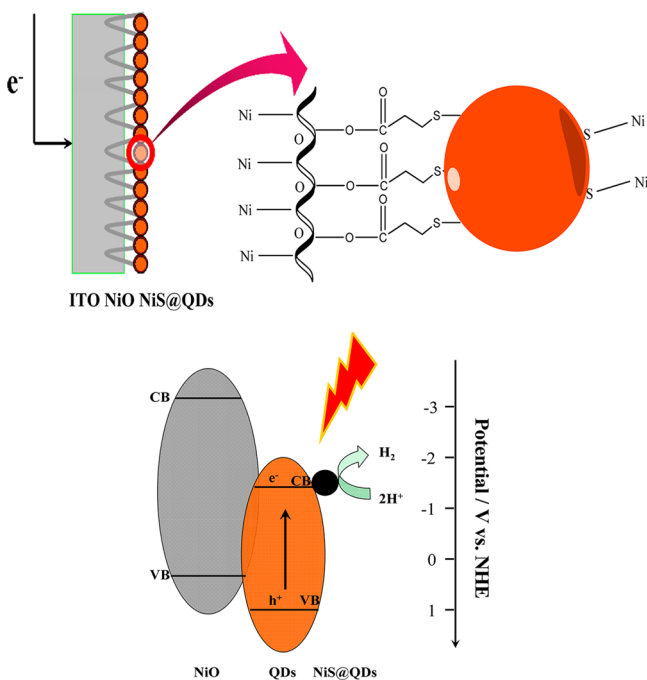 e-
ITO NiO NiS@QDs
Ni
O
O
O
S
S
Ni
Ni
O
O
O
S
S
Ni
Ni
O
O
O
S
Ni
CB
VB
e-
CB
h+
VB
H2
2H+
-3
-2
-1
0
1
Potential / V vs. NHE
NiO
QDs
NiS@QDs